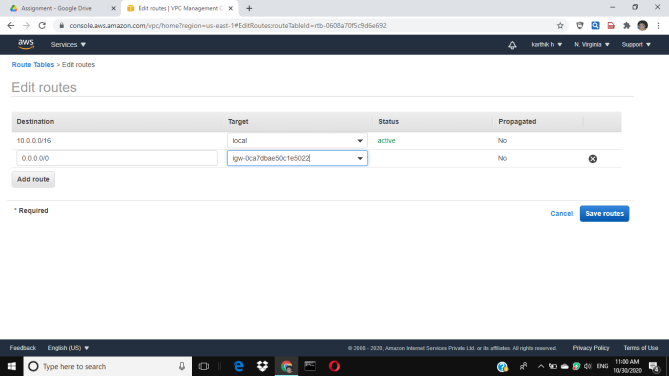 Assignment - Google Drive
Edit routes | VPC Management C
console.aws.amazon.com/vpc/home?region=us-east-1#EditRoutes:routeTableId=rtb-0608a70f5c9d6e692
aws Services karthik h N. Virginia Support
Route Tables > Edit routes
Edit routes
Destination Target Status Propagated
10.0.0.0/16 local active No
0.0.0.0/0 igw-0ca7dbae50c1e5022 No
Add route
* Required
Cancel Save routes
Feedback English (US) © 2008 - 2020, Amazon Internet Services Private Ltd. or its affiliates. All rights reserved. Privacy Policy Terms of Use
Type here to search
ENG
11:00 AM
10/30/2020